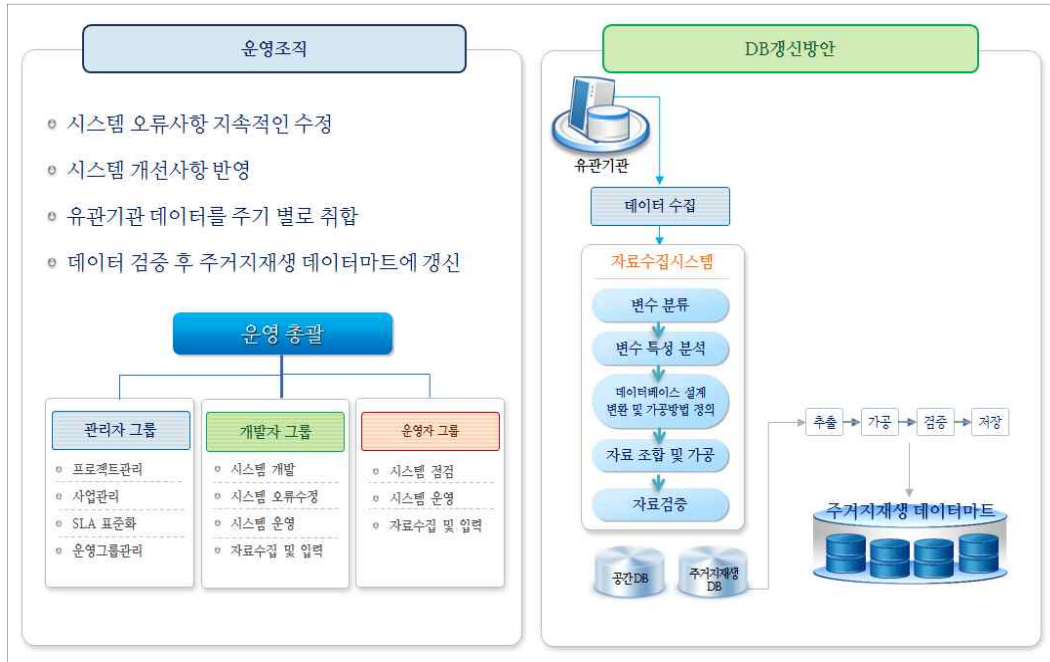 운영조직
시스템 오류사항 지속적인 수정
시스템 개선사항 반영
유관기관 데이터를 주기 별로 취합
데이터 검증 후 주거지재생 데이터마트에 갱신
운영 총괄
관리자 그룹
프로젝트관리
사업관리
SLA 표준화
운영그룹관리
개발자 그룹
시스템 개발
시스템 오류수정
시스템 운영
자료수집 및 입력
운영자 그룹
시스템 점검
시스템 운영
자료수집 및 입력
DB갱신방안
유관기관
데이터 수집
자료수집시스템
변수 분류
변수 특성 분석
데이터베이스 설계
변환 및 가공방법 정의
자료 조합 및 가공
자료검증
공간DB
주거지재생
DB
추출
가공
검증
저장
주거지재생 데이터마트